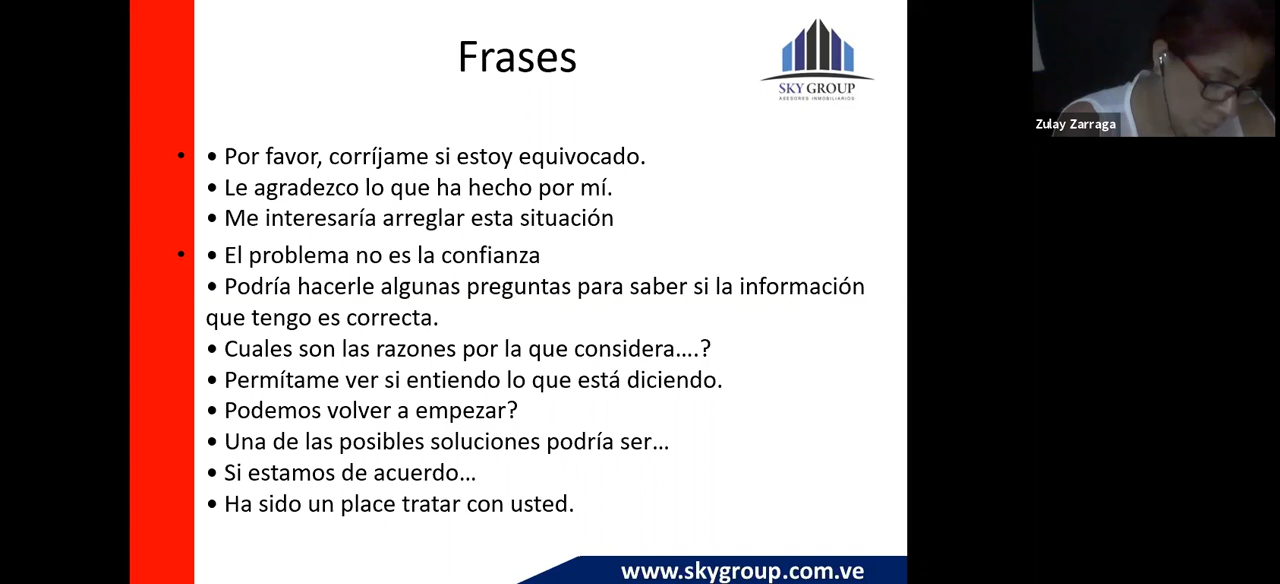 Frases
SKY GROUP
ASESORES INMOBILIARIOS
Zulay Zarraga
• • Por favor, corríjame si estoy equivocado.
• Le agradezco lo que ha hecho por mí.
• Me interesaría arreglar esta situación
• • El problema no es la confianza
• Podría hacerle algunas preguntas para saber si la información
que tengo es correcta.
• Cuales son las razones por la que considera....?
• Permítame ver si entiendo lo que está diciendo.
• Podemos volver a empezar?
• Una de las posibles soluciones podría ser...
• Si estamos de acuerdo...
• Ha sido un place tratar con usted.
www.skygroup.com.ve